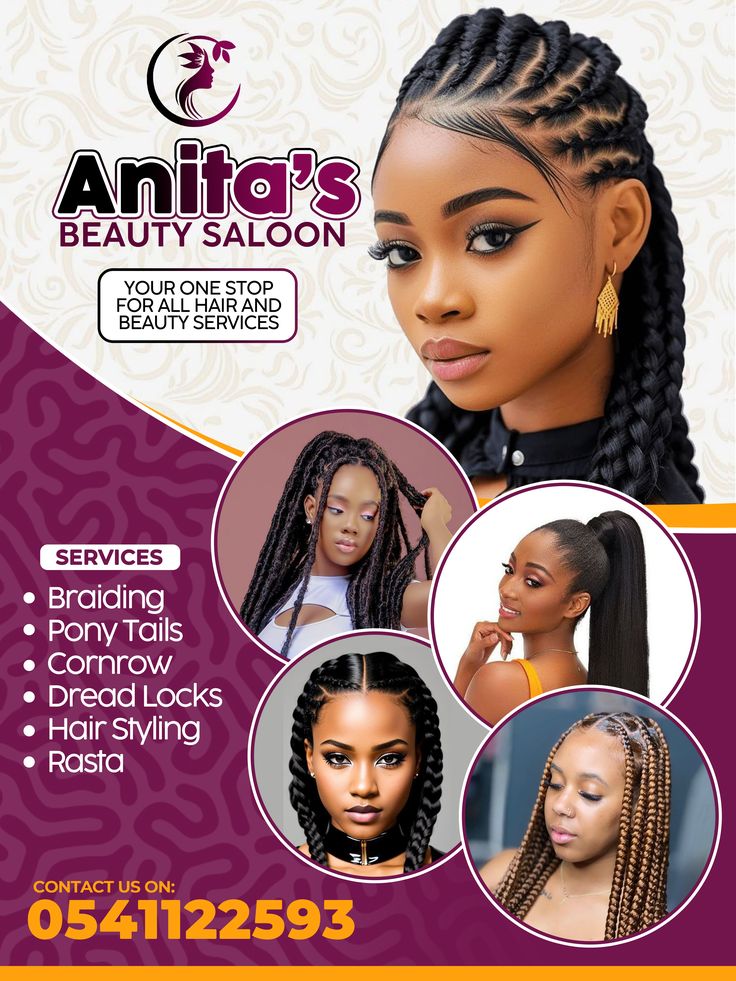 Anita's
BEAUTY SALOON
YOUR ONE STOP
FOR ALL HAIR AND
BEAUTY SERVICES
SERVICES
• Braiding
• Pony Tails
• Cornrow
• Dread Locks
• Hair Styling
• Rasta
CONTACT US ON:
0541122593